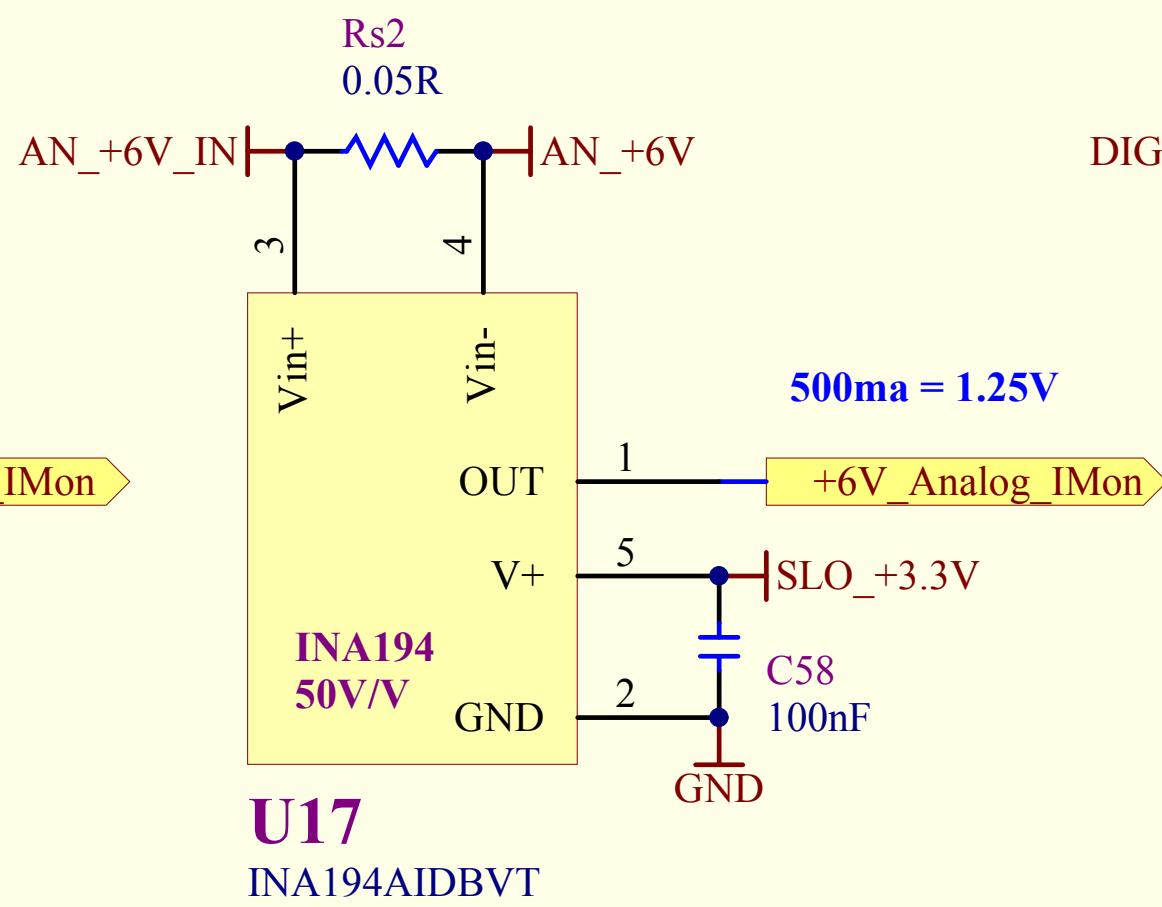 Rs2
0.05R
AN_+6V_IN
AN_+6V
DIG
3
4
Vin+
Vin-
500ma = 1.25V
_IMon
OUT
1
+6V_Analog_IMon
V+
5
SLO_+3.3V
INA194
50V/V
C58
100nF
GND
2
GND
U17
INA194AIDBVT